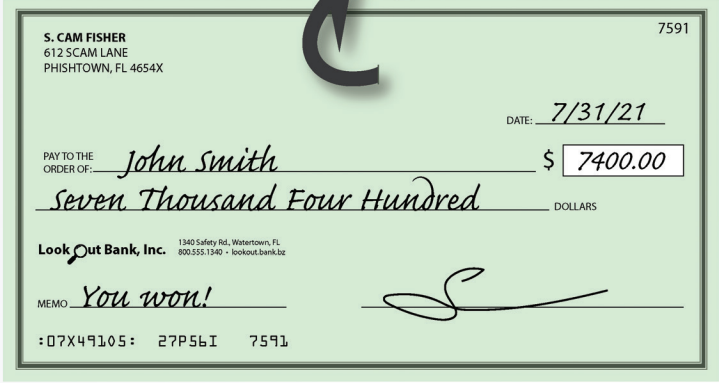 7591
S. CAM FISHER
612 SCAM LANE
PHISHTOWN, FL 4654X
DATE: 7/31/21
PAY TO THE
ORDER OF: John Smith $ 7400.00
Seven Thousand Four Hundred DOLLARS
Look Out Bank, Inc. 1340 Safety Rd., Watertown, FL
800.555.1340 • lookout.bank.bz
MEMO You won!
:07X49105: 27P56I 7591